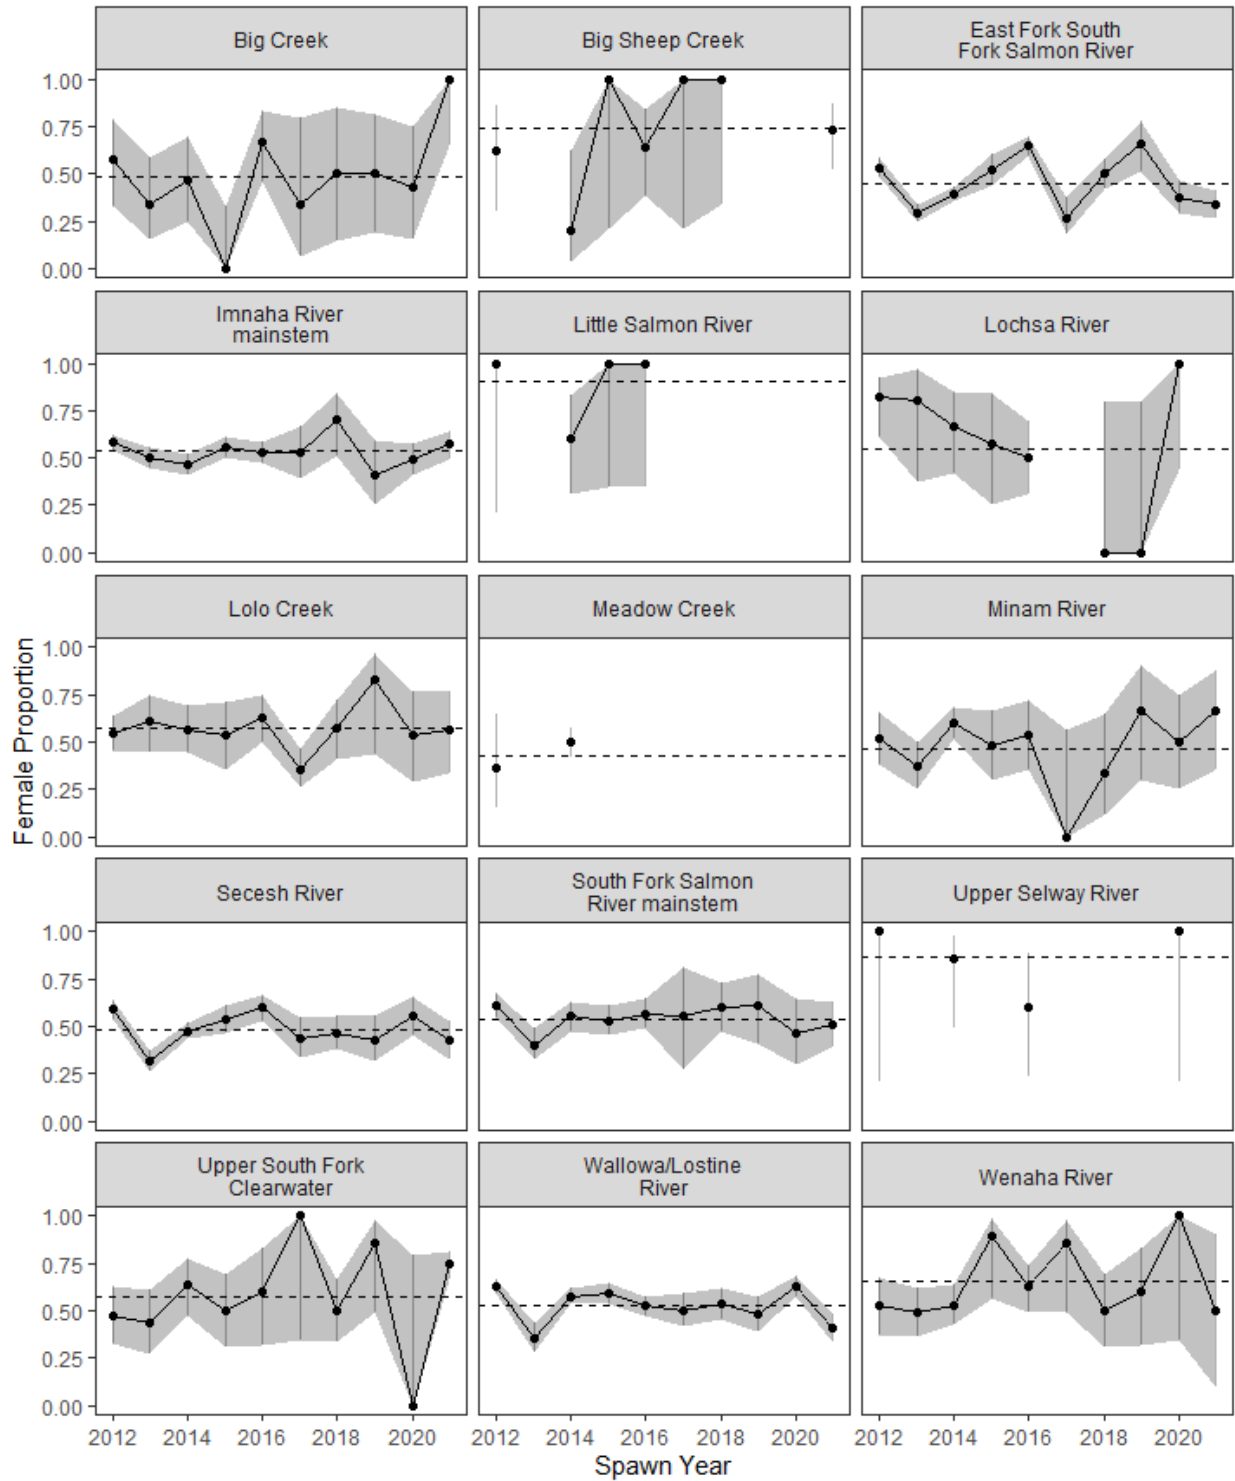 Big Creek
Big Sheep Creek
East Fork South
Fork Salmon River
1.00
0.75
0.50
0.25
0.00
Imnaha River
mainstem
Little Salmon River
Lochsa River
1.00
0.75
0.50
0.25
0.00
Lolo Creek
Meadow Creek
Minam River
1.00
0.75
0.50
0.25
0.00
Female Proportion
Secesh River
South Fork Salmon
River mainstem
Upper Selway River
1.00
0.75
0.50
0.25
0.00
Upper South Fork
Clearwater
Wallowa/Lostine
River
Wenaha River
1.00
0.75
0.50
0.25
0.00
2012 2014 2016 2018 2020
2012 2014 2016 2018 2020
2012 2014 2016 2018 2020
Spawn Year